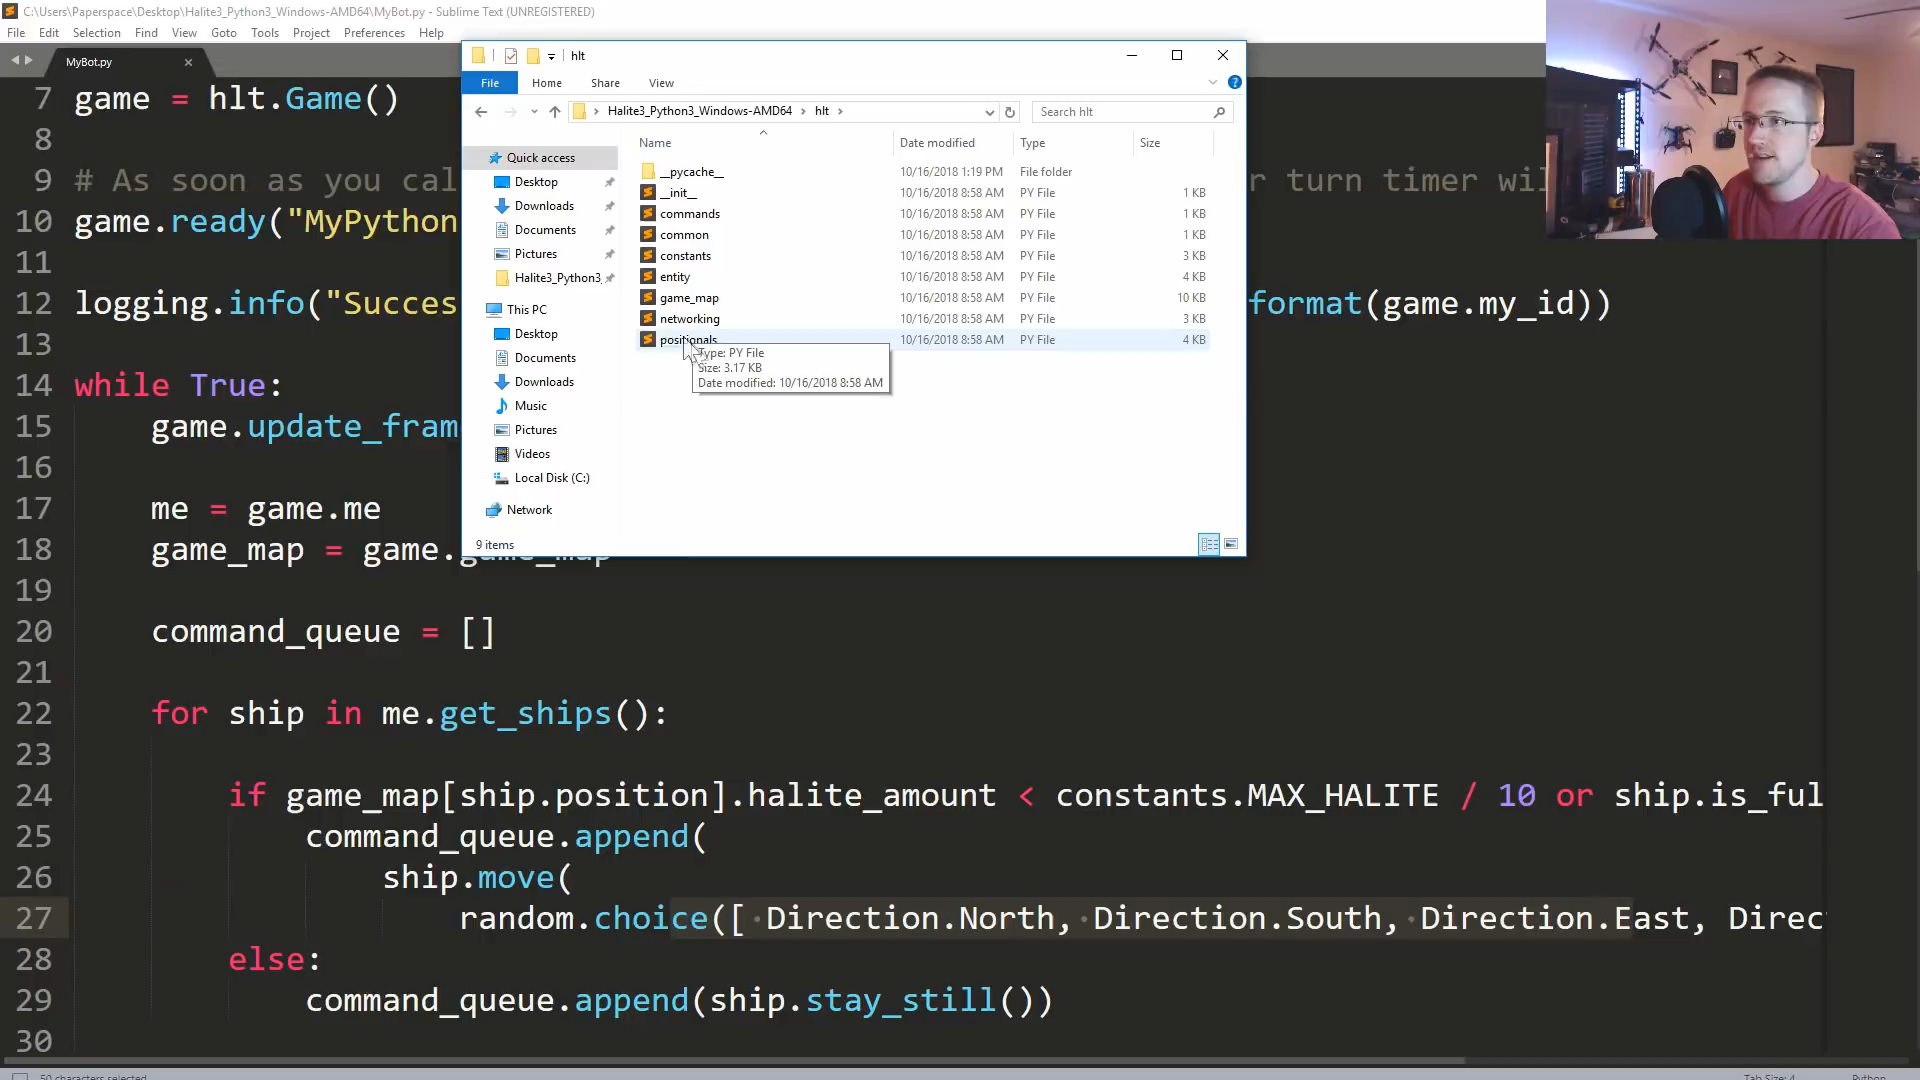 C:\Users\Paperspace\Desktop\Halite3_Python3_Windows-AMD64\MyBot.py - Sublime Text (UNREGISTERED)
File Edit Selection Find View Goto Tools Project Preferences Help
MyBot.py ×
7 game = hlt.Game()
8
9 # As soon as you cal r turn timer wil
10 game.ready("MyPython
11
12 logging.info("Succes format(game.my_id))
13
14 while True:
15 game.update_fram
16
17 me = game.me
18 game_map = game.game_map
19
20 command_queue = []
21
22 for ship in me.get_ships():
23
24 if game_map[ship.position].halite_amount < constants.MAX_HALITE / 10 or ship.is_ful
25 command_queue.append(
26 ship.move(
27 random.choice([ Direction.North, Direction.South, Direction.East, Direc
28 else:
29 command_queue.append(ship.stay_still())
30
50 characters selected Tab Size: 4 Python
hlt
File Home Share View
Halite3_Python3_Windows-AMD64 › hlt › Search hlt
Quick access
Desktop
Downloads
Documents
Pictures
Halite3_Python3_
This PC
Desktop
Documents
Downloads
Music
Pictures
Videos
Local Disk (C:)
Network
Name Date modified Type Size
__pycache__ 10/16/2018 1:19 PM File folder
__init__ 10/16/2018 8:58 AM PY File 1 KB
commands 10/16/2018 8:58 AM PY File 1 KB
common 10/16/2018 8:58 AM PY File 1 KB
constants 10/16/2018 8:58 AM PY File 3 KB
entity 10/16/2018 8:58 AM PY File 4 KB
game_map 10/16/2018 8:58 AM PY File 10 KB
networking 10/16/2018 8:58 AM PY File 3 KB
positionals 10/16/2018 8:58 AM PY File 4 KB
Type: PY File
Size: 3.17 KB
Date modified: 10/16/2018 8:58 AM
9 items